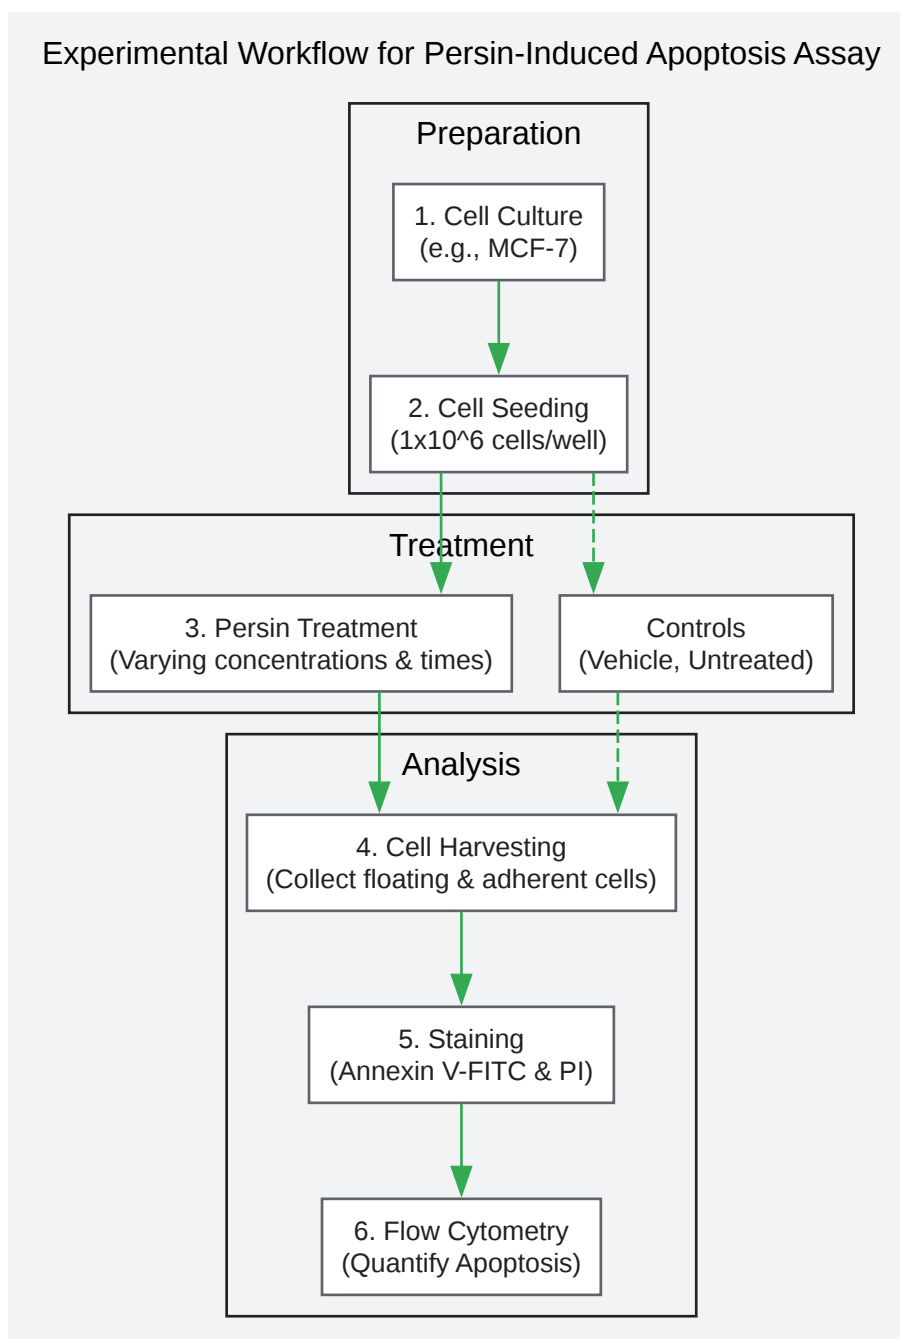 Experimental Workflow for Persin-Induced Apoptosis Assay
Preparation
1. Cell Culture
(e.g., MCF-7)
2. Cell Seeding
(1x10^6 cells/well)
Treatment
3. Persin Treatment
(Varying concentrations & times)
Controls
(Vehicle, Untreated)
Analysis
4. Cell Harvesting
(Collect floating & adherent cells)
5. Staining
(Annexin V-FITC & PI)
6. Flow Cytometry
(Quantify Apoptosis)